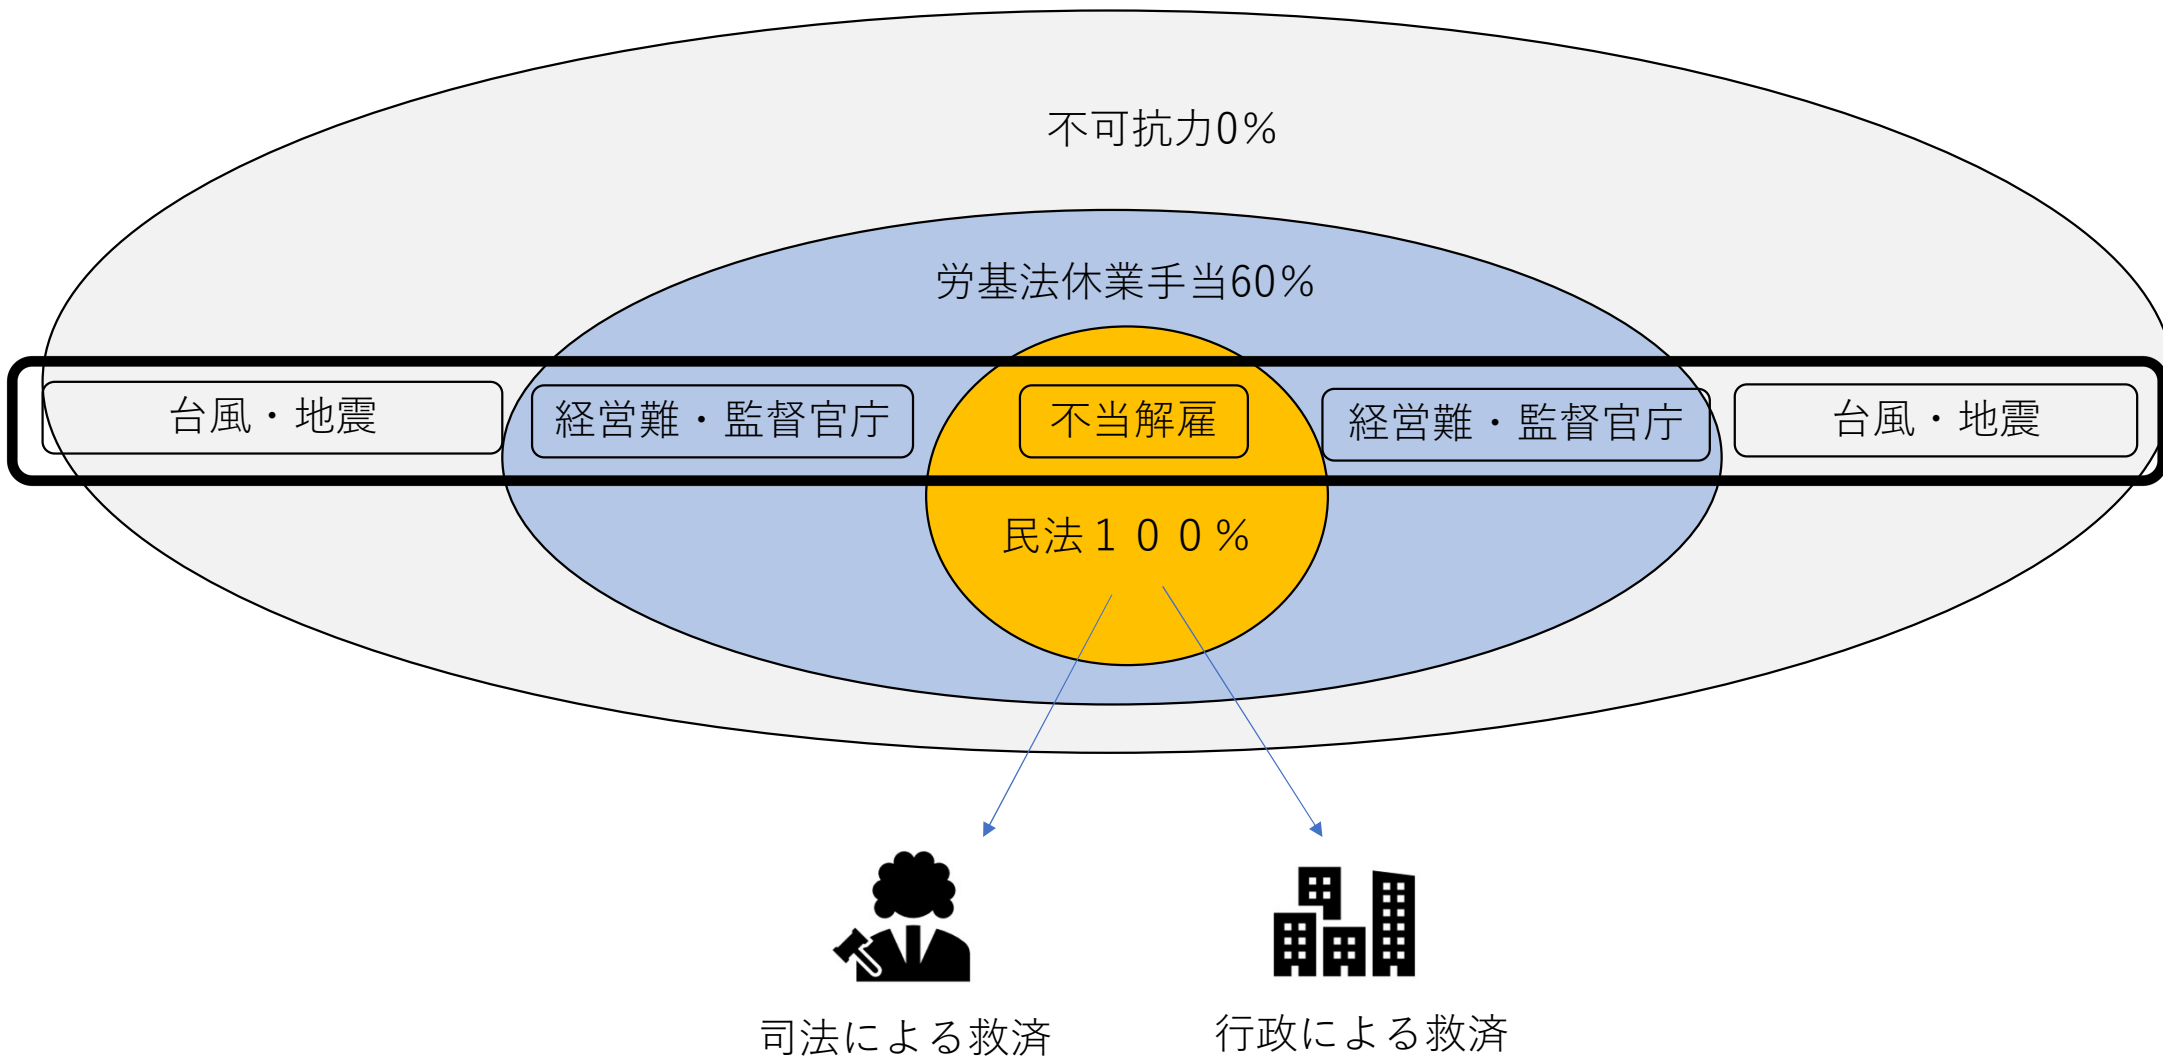 不可抗力0%
労基法休業手当60%
台風・地震
経営難・監督官庁
不当解雇
経営難・監督官庁
台風・地震
民法１００%
司法による救済
行政による救済